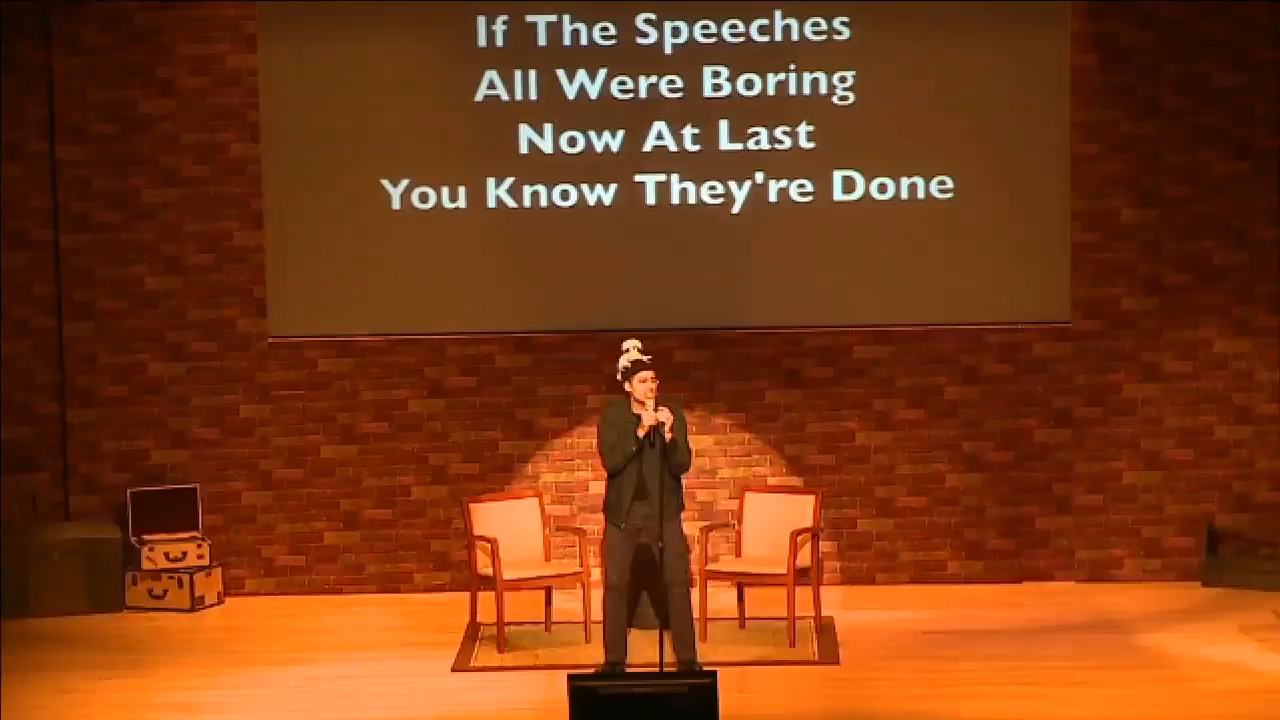 If The Speeches
All Were Boring
Now At Last
You Know They're Done